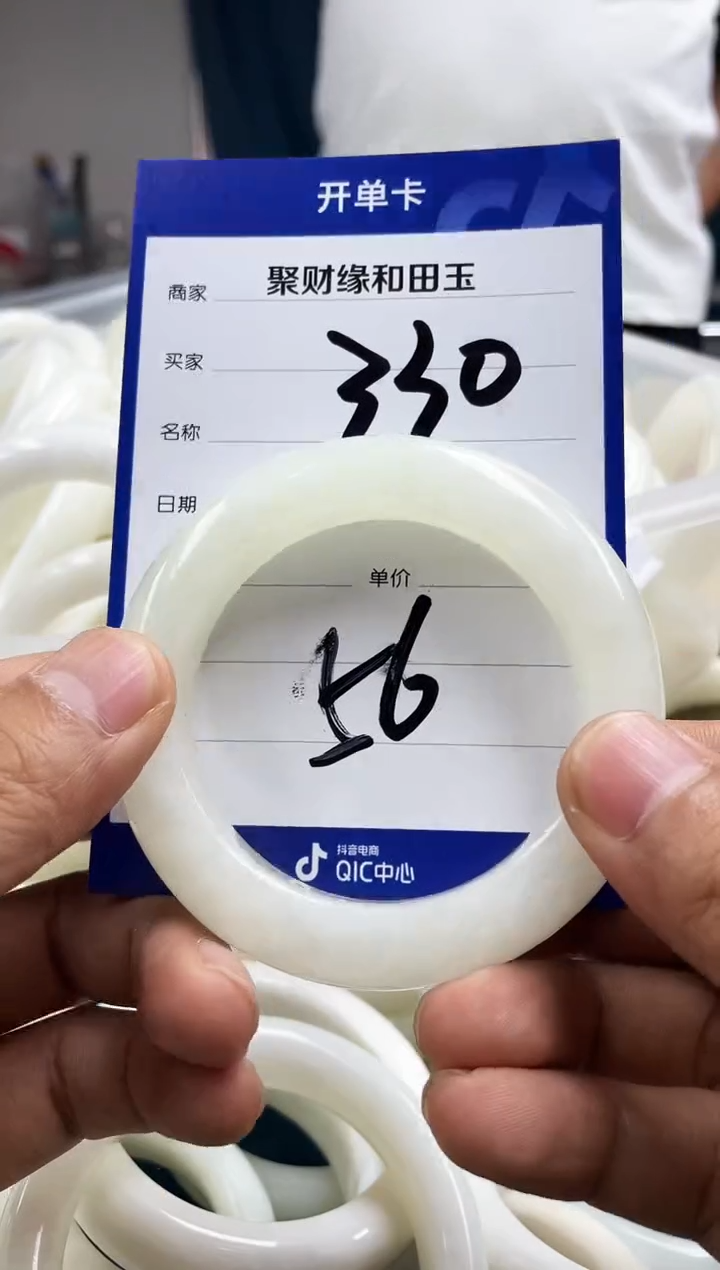 开单卡
商家 聚财缘和田玉
买家 330
名称
日期
单价
56
抖音电商
QIC中心